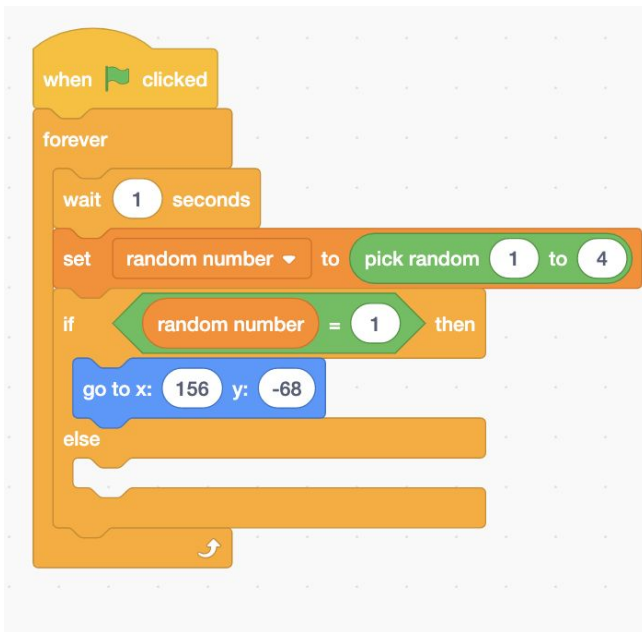 when clicked
forever
wait 1 seconds
set random number to pick random 1 to 4
if random number = 1 then
go to x: 156 y: -68
else